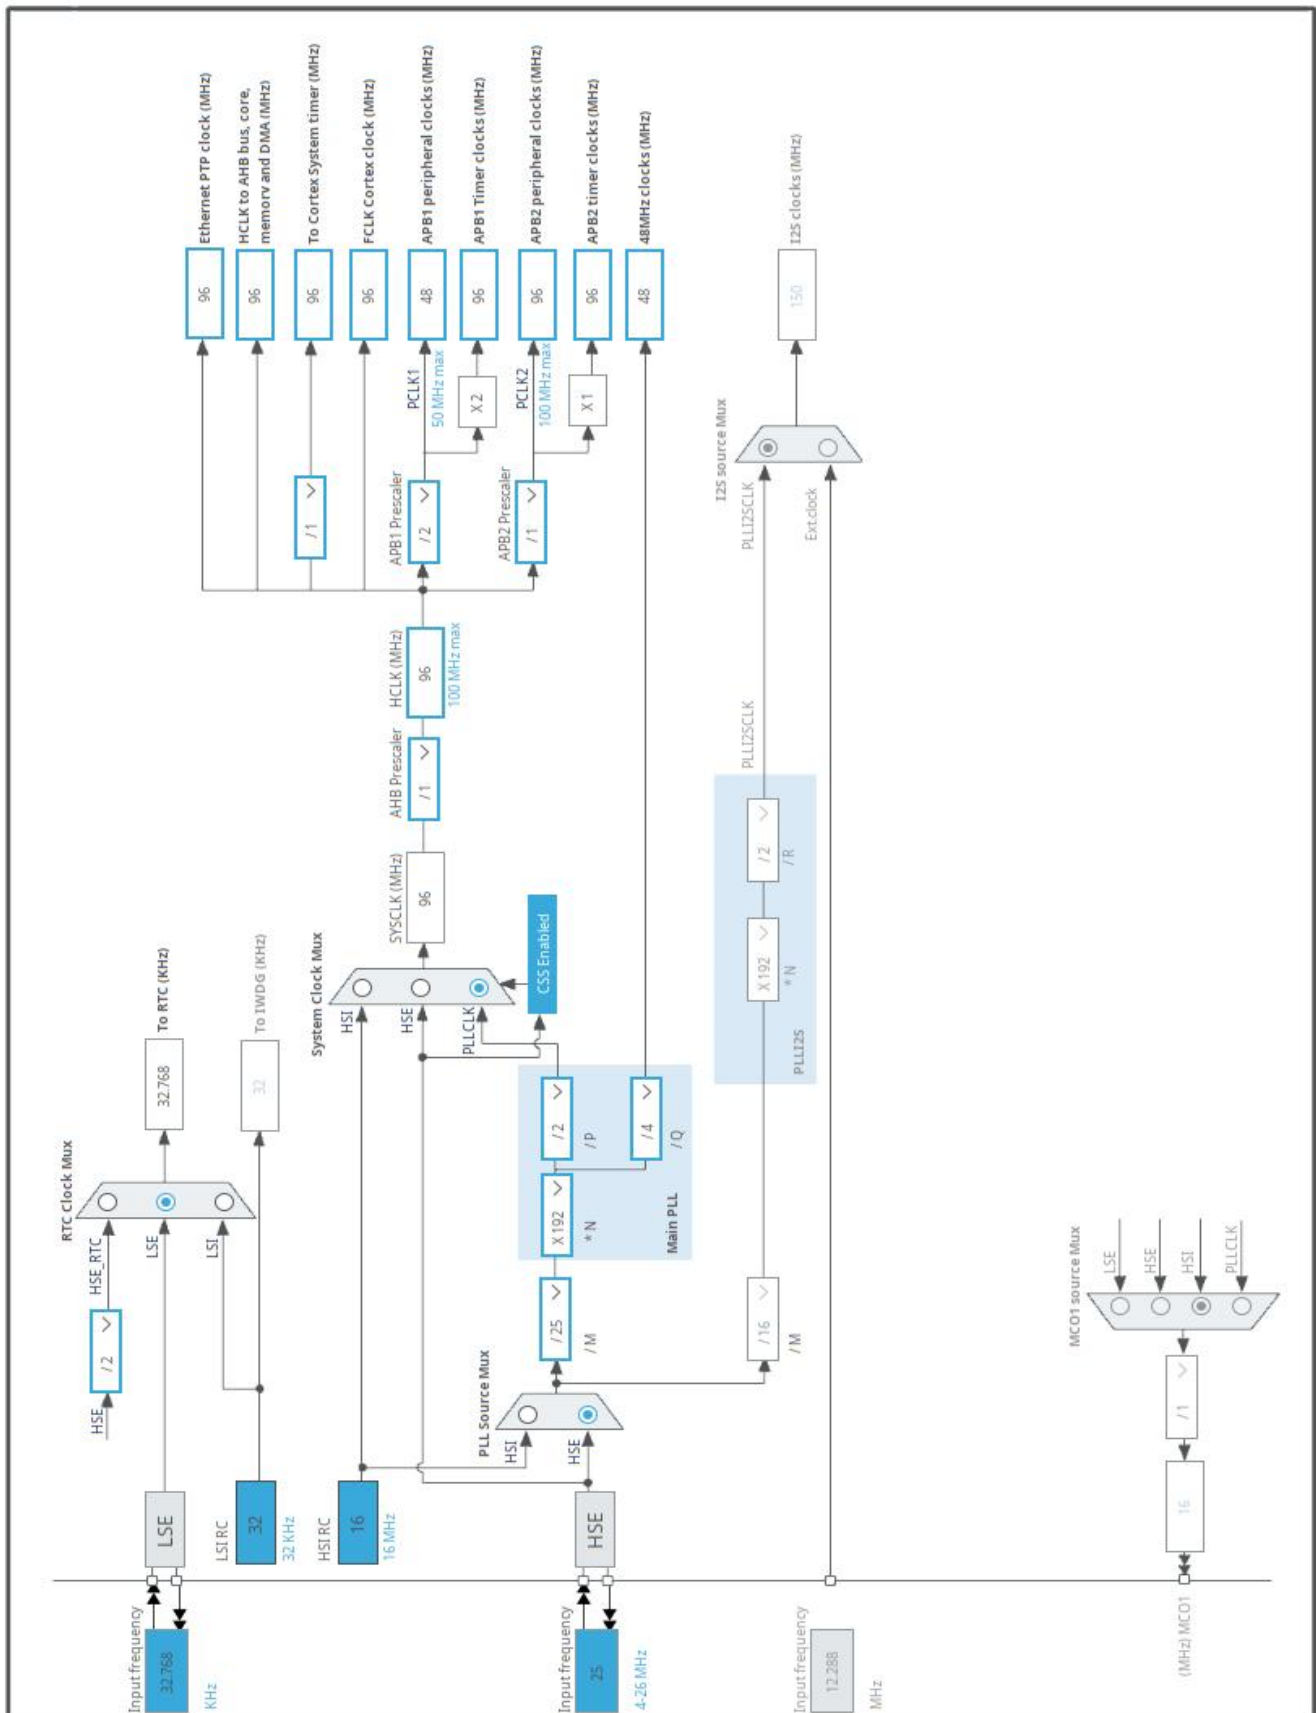 Input frequency
32.768
KHz
LSE
LSI RC
32
32 KHz
HSE
/ 2
HSE_RTC
LSE
LSI
RTC Clock Mux
32.768
To RTC (KHz)
32
To IWDG (KHz)
HSI RC
16
16 MHz
Input frequency
25
4-26 MHz
HSE
PLL Source Mux
HSI
HSE
/ 25
/ M
X 192
* N
/ 2
/ P
/ 4
/ Q
Main PLL
System Clock Mux
HSI
HSE
PLLCLK
CSS Enabled
SYSCLK (MHz)
96
AHB Prescaler
/ 1
HCLK (MHz)
96
100 MHz max
/ 1
APB1 Prescaler
/ 2
PCLK1
50 MHz max
X 2
APB2 Prescaler
/ 1
PCLK2
100 MHz max
X 1
96
Ethernet PTP clock (MHz)
96
HCLK to AHB bus, core,
memory and DMA (MHz)
96
To Cortex System timer (MHz)
96
FCLK Cortex clock (MHz)
48
APB1 peripheral clocks (MHz)
96
APB1 Timer clocks (MHz)
96
APB2 peripheral clocks (MHz)
96
APB2 timer clocks (MHz)
48
48MHz clocks (MHz)
/ 16
/ M
X 192
* N
/ 2
/ R
PLLI2S
PLLI2SCLK
PLLI2SCLK
Ext.clock
I2S source Mux
150
I2S clocks (MHz)
Input frequency
12.288
MHz
(MHz) MCO1
16
/ 1
MCO1 source Mux
LSE
HSE
HSI
PLLCLK